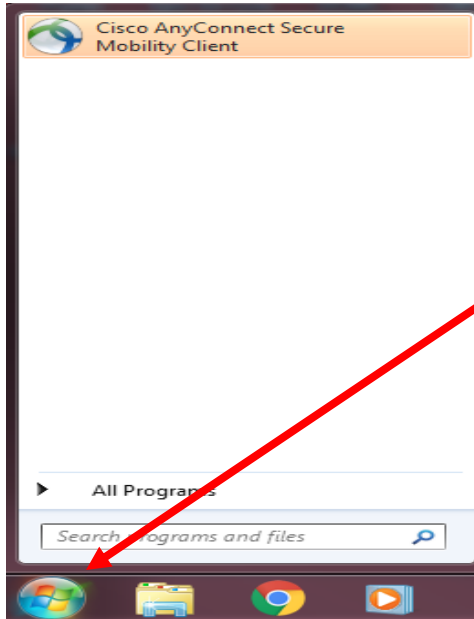 Cisco AnyConnect Secure
Mobility Client
All Programs
Search programs and files